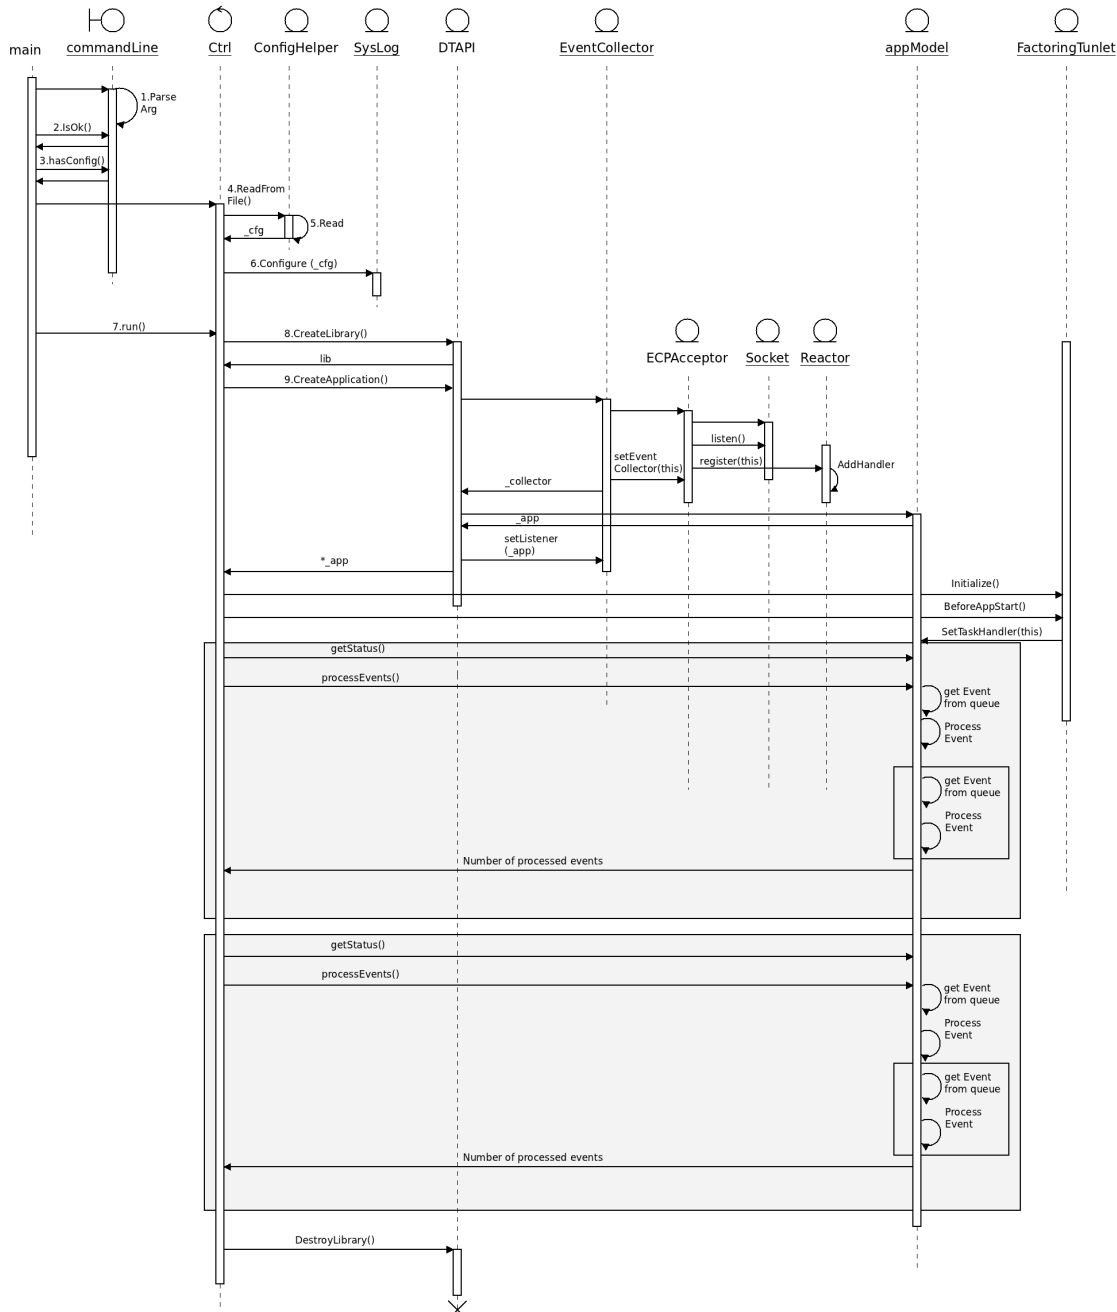 main
commandLine
Ctrl
ConfigHelper
SysLog
DTAPI
EventCollector
appModel
FactoringTunlet
1.Parse
Arg
2.IsOk()
3.hasConfig()
4.ReadFrom
File()
5.Read
_cfg
6.Configure (_cfg)
7.run()
8.CreateLibrary()
lib
9.CreateApplication()
ECPAcceptor
Socket
Reactor
listen()
setEvent
Collector(this)
register(this)
AddHandler
_collector
_app
setListener
(_app)
*_app
Initialize()
BeforeAppStart()
SetTaskHandler(this)
getStatus()
processEvents()
get Event
from queue
Process
Event
get Event
from queue
Process
Event
Number of processed events
getStatus()
processEvents()
get Event
from queue
Process
Event
get Event
from queue
Process
Event
Number of processed events
DestroyLibrary()